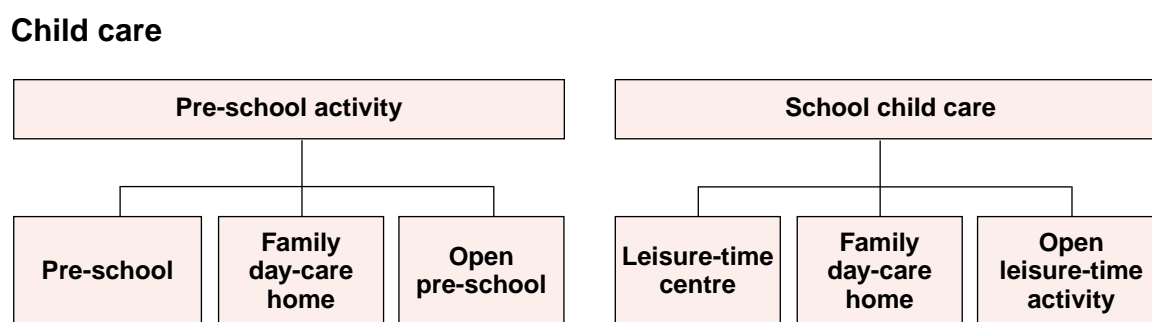 Child care
Pre-school activity
School child care
Pre-school
Family
day-care
home
Open
pre-school
Leisure-time
centre
Family
day-care
home
Open
leisure-time
activity